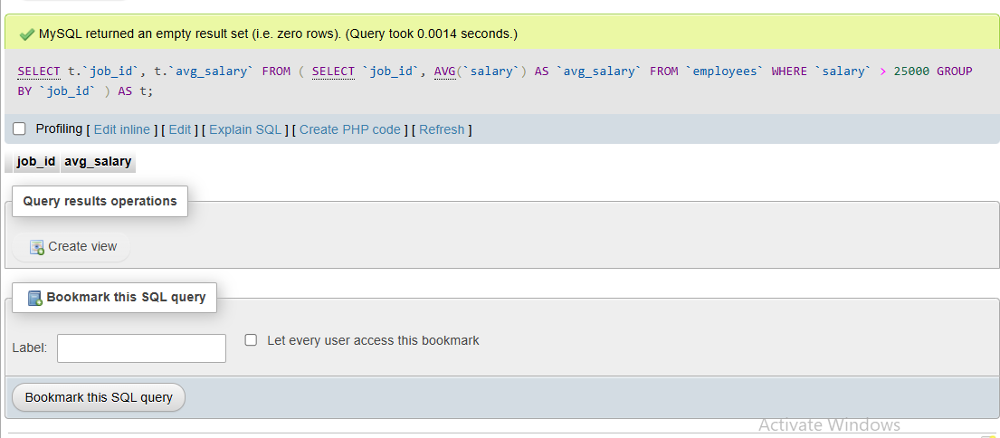 MySQL returned an empty result set (i.e. zero rows). (Query took 0.0014 seconds.)
SELECT t.`job_id`, t.`avg_salary` FROM ( SELECT `job_id`, AVG(`salary`) AS `avg_salary` FROM `employees` WHERE `salary` > 25000 GROUP
BY `job_id` ) AS t;
Profiling [ Edit inline ] [ Edit ] [ Explain SQL ] [ Create PHP code ] [ Refresh ]
job_id avg_salary
Query results operations
Create view
Bookmark this SQL query
Label: Let every user access this bookmark
Bookmark this SQL query
Activate Windows